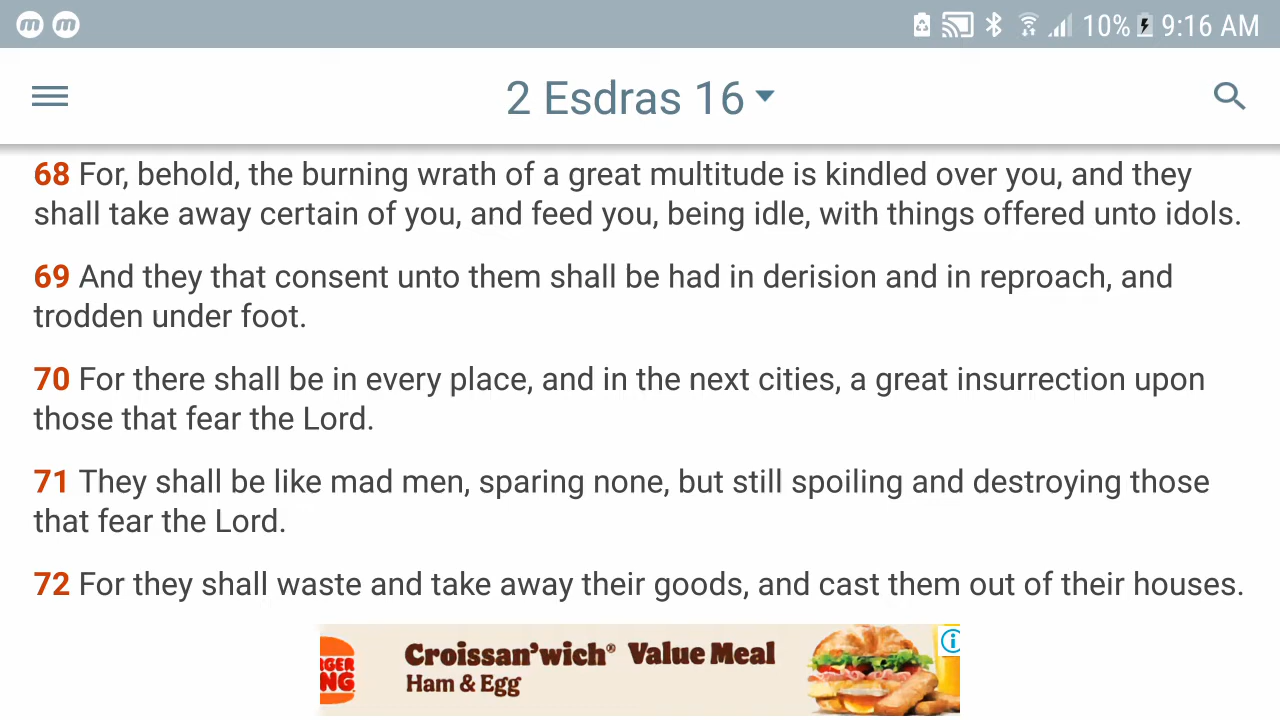 m m 10% 9:16 AM
2 Esdras 16
68 For, behold, the burning wrath of a great multitude is kindled over you, and they
shall take away certain of you, and feed you, being idle, with things offered unto idols.
69 And they that consent unto them shall be had in derision and in reproach, and
trodden under foot.
70 For there shall be in every place, and in the next cities, a great insurrection upon
those that fear the Lord.
71 They shall be like mad men, sparing none, but still spoiling and destroying those
that fear the Lord.
72 For they shall waste and take away their goods, and cast them out of their houses.
RGER
NG
Croissan'wich® Value Meal
Ham & Egg